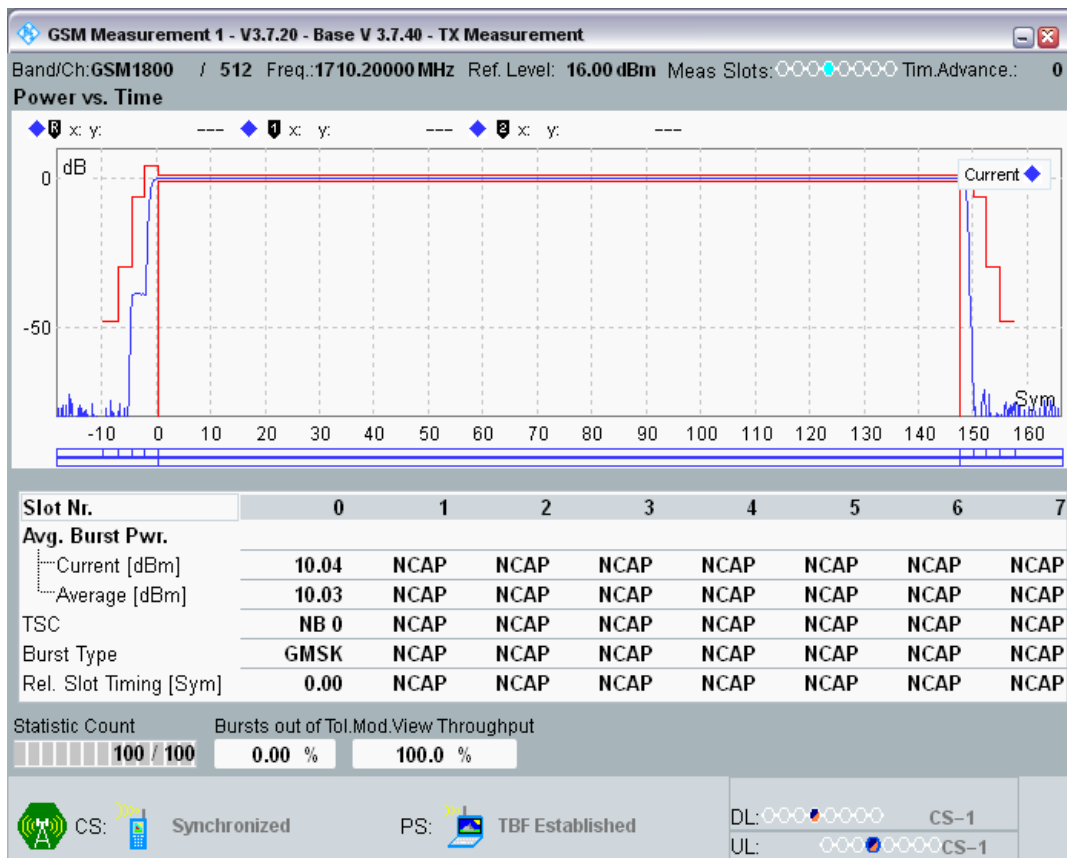 GSM Measurement 1 - V3.7.20 - Base V 3.7.40 - TX Measurement
Band/Ch:GSM1800 / 512 Freq.:1710.20000 MHz Ref. Level: 16.00 dBm Meas Slots: Tim.Advance.: 0
Power vs. Time
R x: y: --- 1 x: y: --- 2 x: y: ---
dB
0
Current
-50
Sym
-10 0 10 20 30 40 50 60 70 80 90 100 110 120 130 140 150 160
Slot Nr. 0 1 2 3 4 5 6 7
Avg. Burst Pwr.
Current [dBm] 10.04 NCAP NCAP NCAP NCAP NCAP NCAP NCAP
Average [dBm] 10.03 NCAP NCAP NCAP NCAP NCAP NCAP NCAP
TSC NB 0 NCAP NCAP NCAP NCAP NCAP NCAP NCAP
Burst Type GMSK NCAP NCAP NCAP NCAP NCAP NCAP NCAP
Rel. Slot Timing [Sym] 0.00 NCAP NCAP NCAP NCAP NCAP NCAP NCAP
Statistic Count Bursts out of Tol. Mod.View Throughput
100 / 100 0.00 % 100.0 %
CS: Synchronized PS: TBF Established DL: CS-1
UL: CS-1